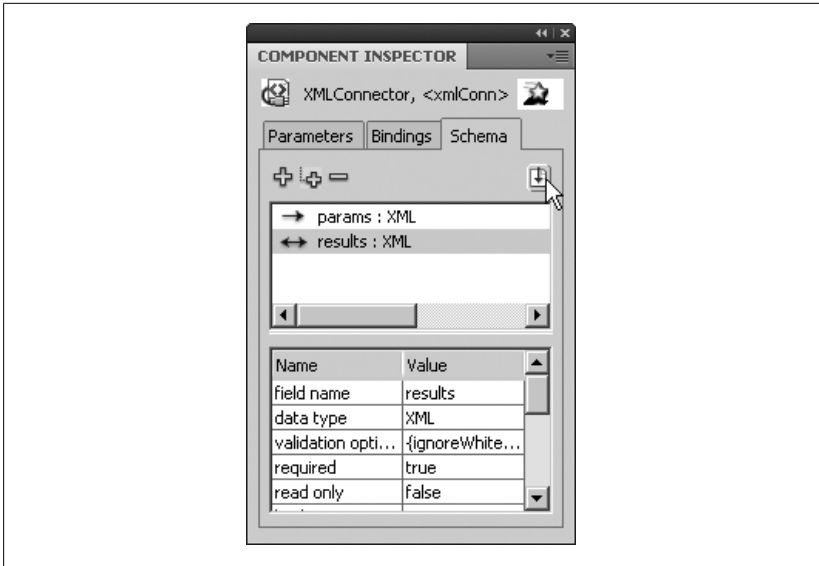 COMPONENT INSPECTOR
XMLConnector, <xmlConn>
Parameters Bindings Schema
params : XML
results : XML
Name Value
field name results
data type XML
validation opti... {ignoreWhite...
required true
read only false